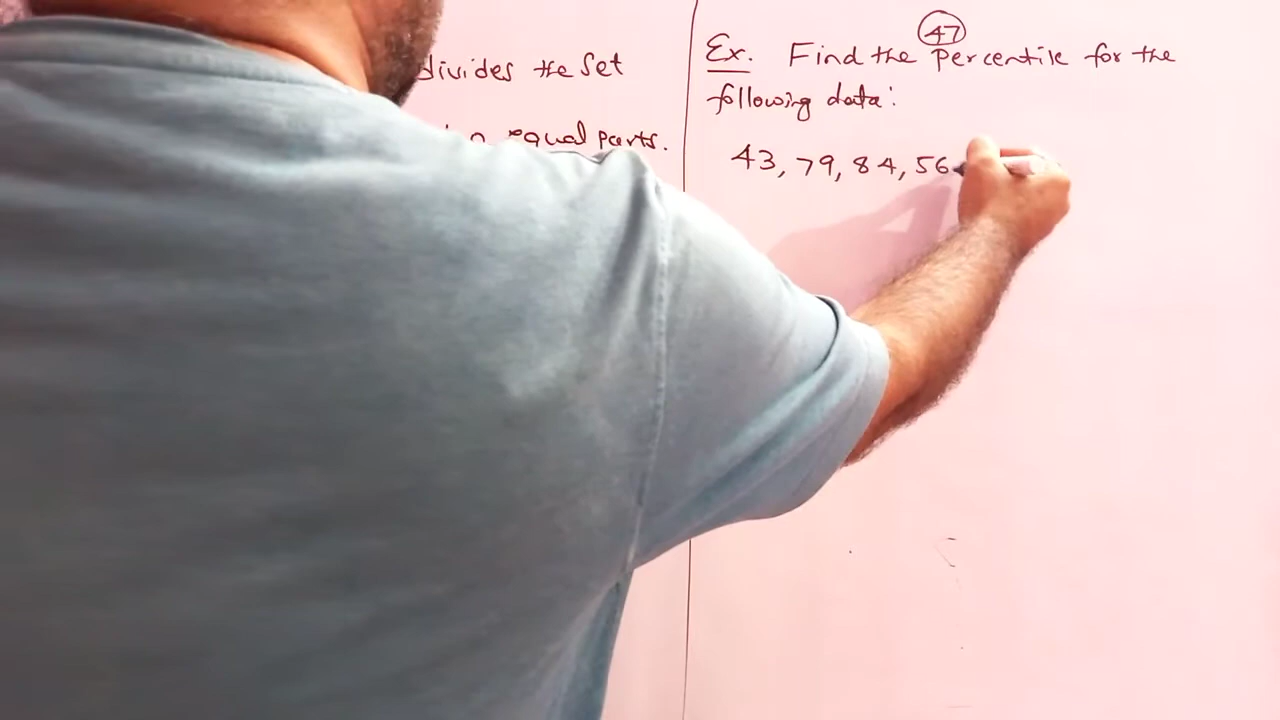 divides the Set
equal parts.
47
Ex. Find the Percentile for the
following data:
43, 79, 84, 56